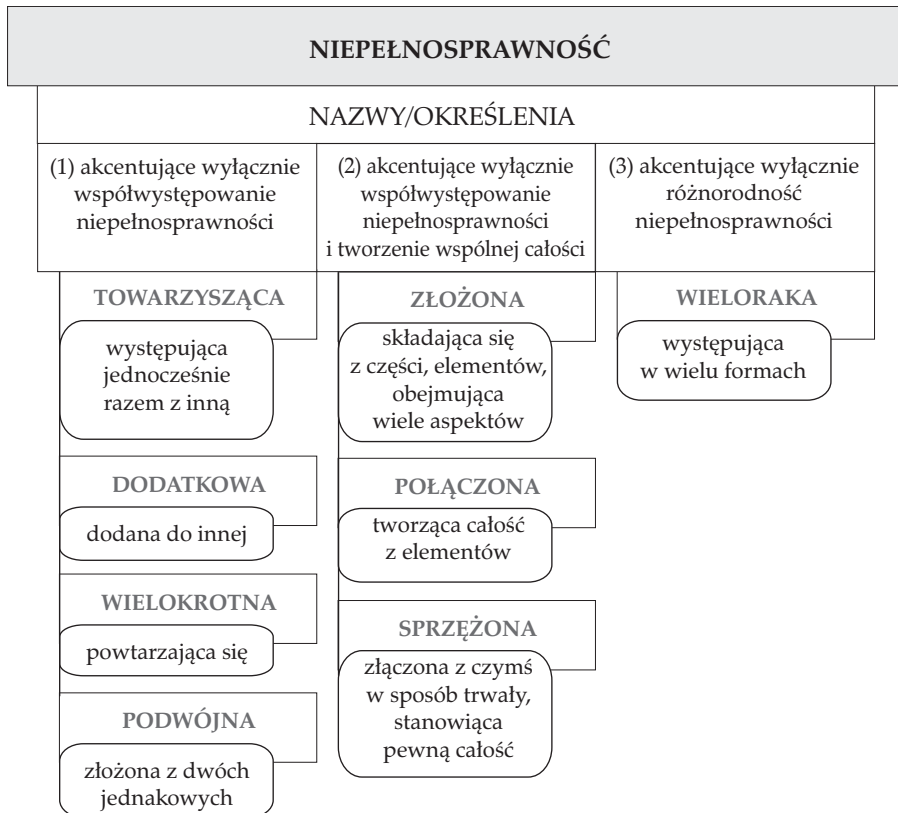 NIEPEŁNOSPRAWNOŚĆ
NAZWY/OKREŚLENIA
(1) akcentujące wyłącznie
współwystępowanie
niepełnosprawności
(2) akcentujące wyłącznie
współwystępowanie
niepełnosprawności
i tworzenie wspólnej całości
(3) akcentujące wyłącznie
różnorodność
niepełnosprawności
TOWARZYSZĄCA
występująca
jednocześnie
razem z inną
DODATKOWA
dodana do innej
WIELOKROTNA
powtarzająca się
PODWÓJNA
złożona z dwóch
jednakowych
ZŁOŻONA
składająca się
z części, elementów,
obejmująca
wiele aspektów
POŁĄCZONA
tworząca całość
z elementów
SPRZĘŻONA
złączona z czymś
w sposób trwały,
stanowiąca
pewną całość
WIELORAKA
występująca
w wielu formach